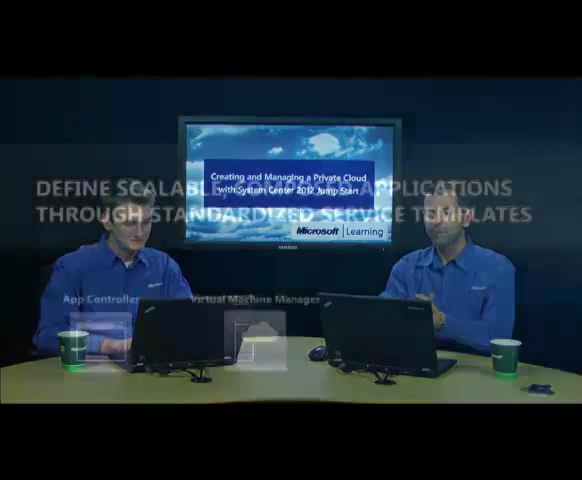 Creating and Managing a Private Cloud
with System Center 2012 Jump Start
Microsoft | Learning
SAMSUNG
DEFINE SCALABLE, APPLICATIONS
THROUGH STANDARDIZED SERVICE TEMPLATES
App Controller
Virtual Machine Manager